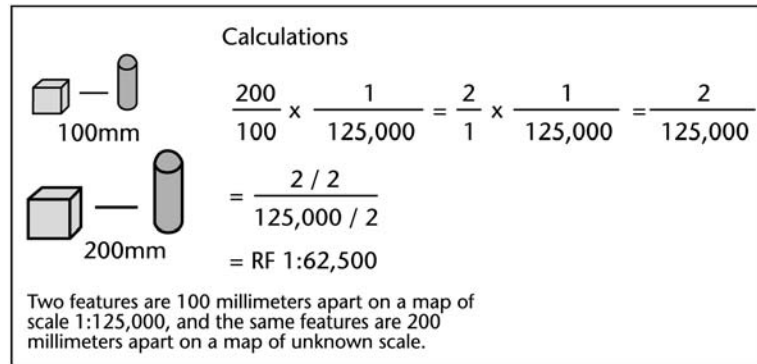 Calculations
200/100 x 1/125,000 = 2/1 x 1/125,000 = 2/125,000
100mm
= 2 / 2 / 125,000 / 2
200mm
= RF 1:62,500
Two features are 100 millimeters apart on a map of
scale 1:125,000, and the same features are 200
millimeters apart on a map of unknown scale.